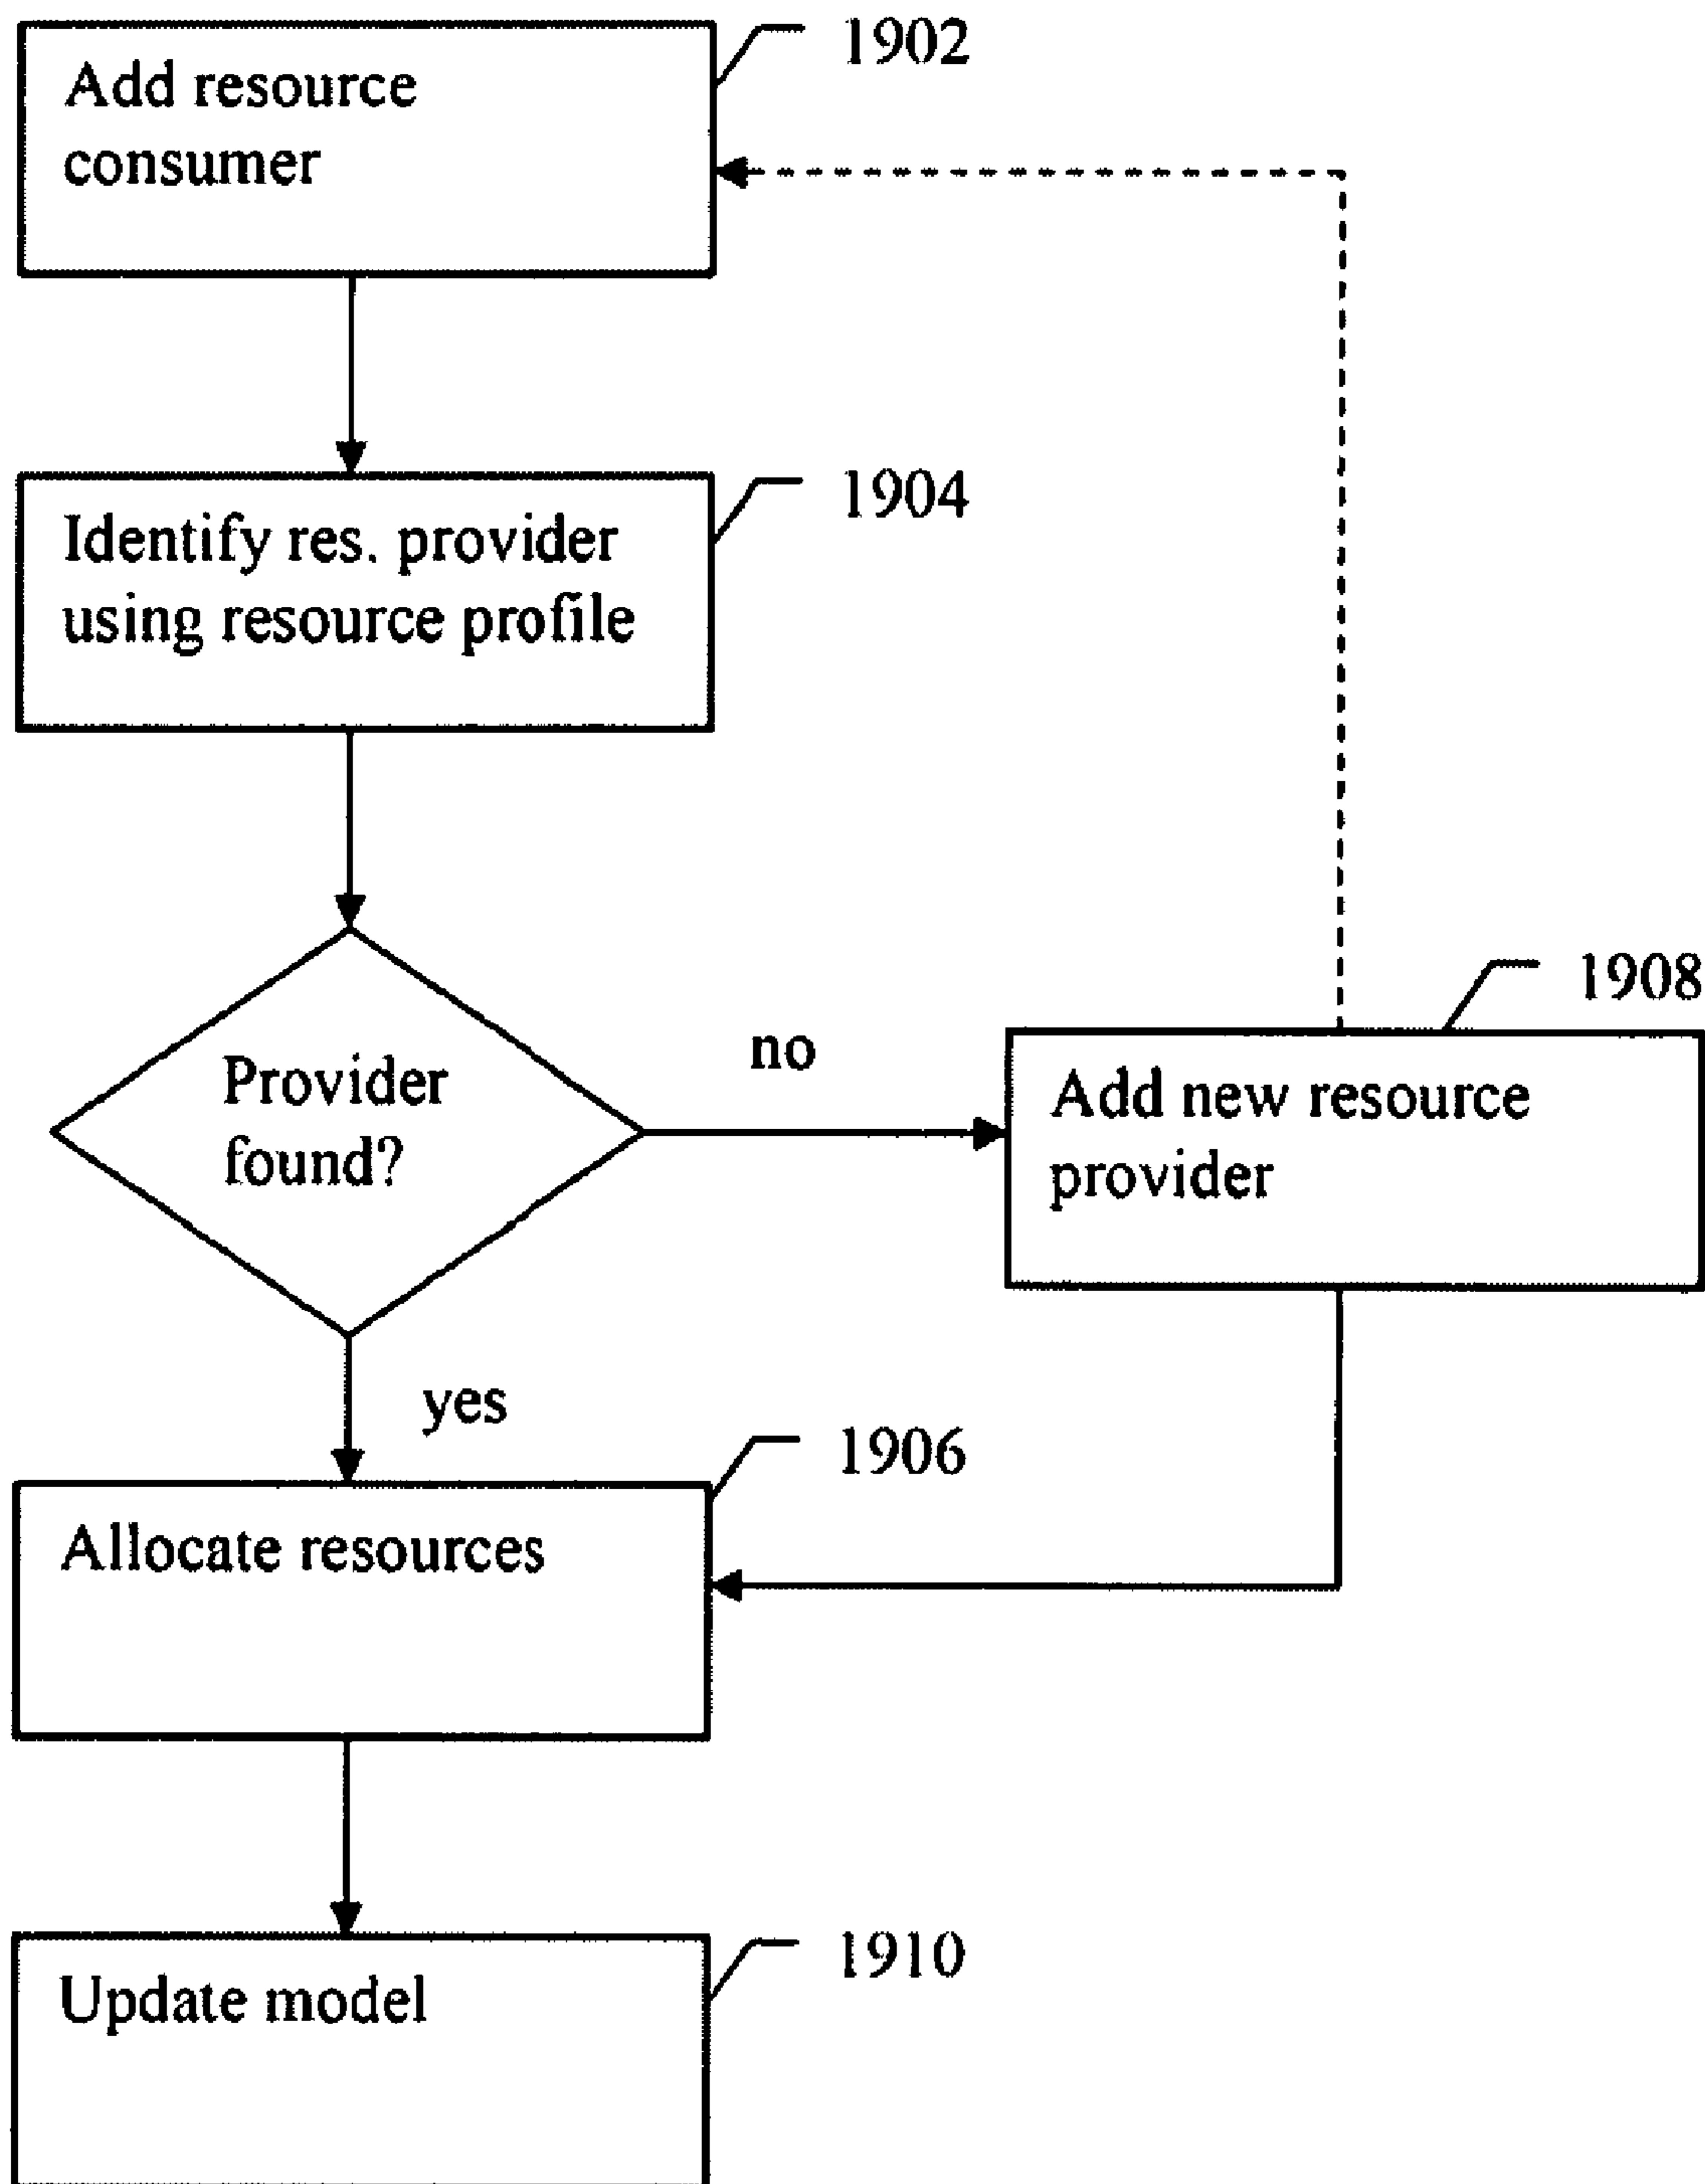 Add resource
consumer
1902
Identify res. provider
using resource profile
1904
Provider
found?
no
Add new resource
provider
1908
yes
Allocate resources
1906
Update model
1910